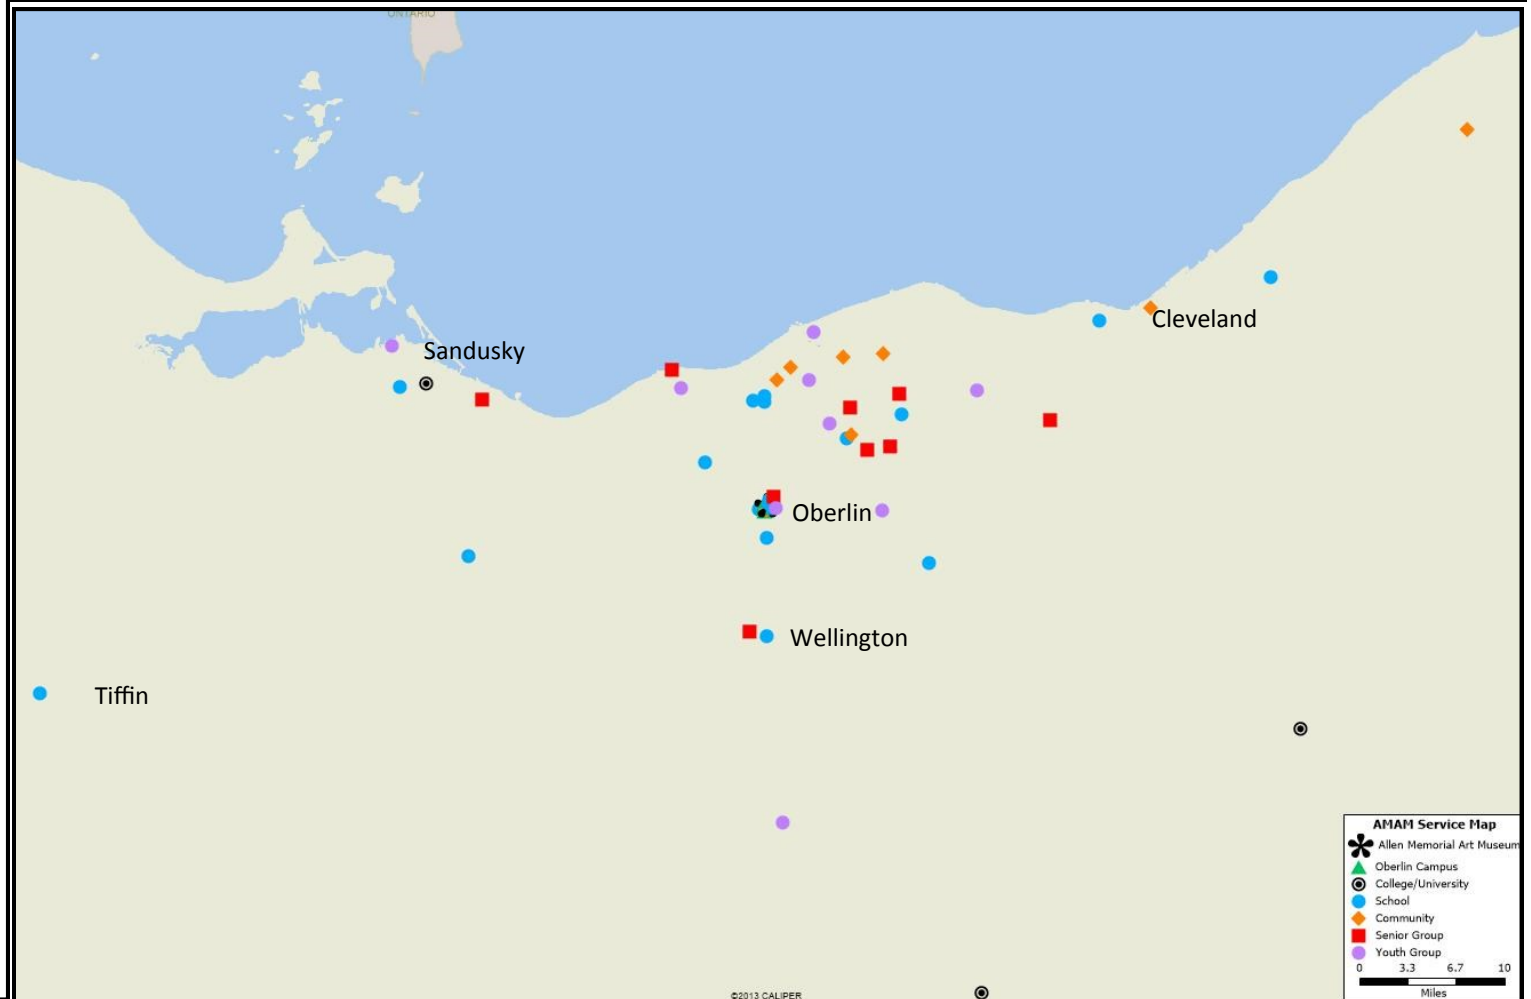 ONTARIO
Cleveland
Sandusky
Oberlin
Wellington
Tiffin
AMAM Service Map
Allen Memorial Art Museum
Oberlin Campus
College/University
School
Community
Senior Group
Youth Group
0 3.3 6.7 10
Miles
©2013 CALIPER